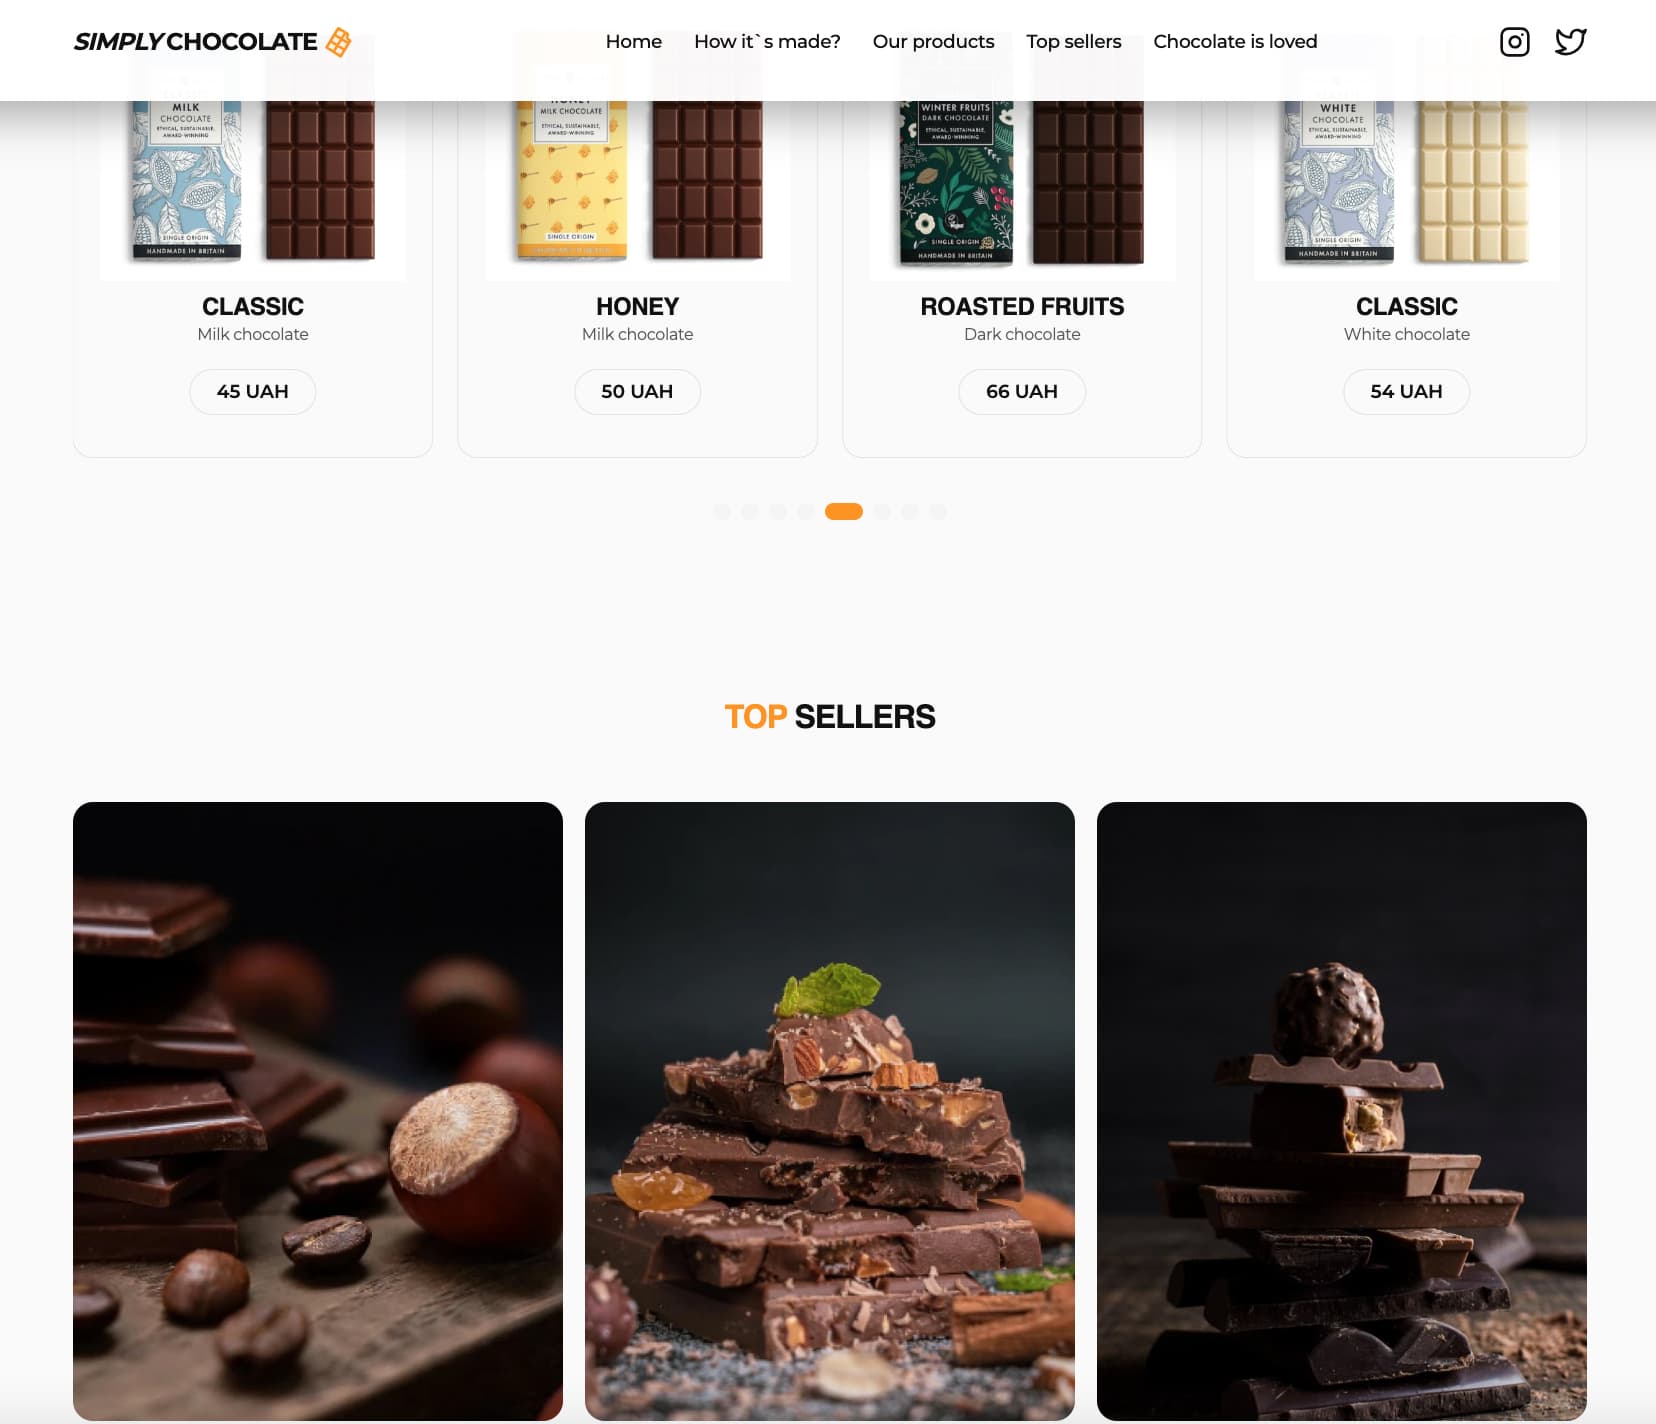 SIMPLY CHOCOLATE
Home
How it`s made?
Our products
Top sellers
Chocolate is loved
MILK
CHOCOLATE
ETHICAL, SUSTAINABLE,
AWARD-WINNING
SINGLE ORIGIN
HANDMADE IN BRITAIN
MILK CHOCOLATE
ETHICAL, SUSTAINABLE,
AWARD-WINNING
SINGLE ORIGIN
WINTER FRUITS
DARK CHOCOLATE
ETHICAL, SUSTAINABLE,
AWARD-WINNING
SINGLE ORIGIN
HANDMADE IN BRITAIN
WHITE
CHOCOLATE
ETHICAL, SUSTAINABLE,
AWARD-WINNING
SINGLE ORIGIN
HANDMADE IN BRITAIN
CLASSIC
Milk chocolate
45 UAH
HONEY
Milk chocolate
50 UAH
ROASTED FRUITS
Dark chocolate
66 UAH
CLASSIC
White chocolate
54 UAH
TOP SELLERS